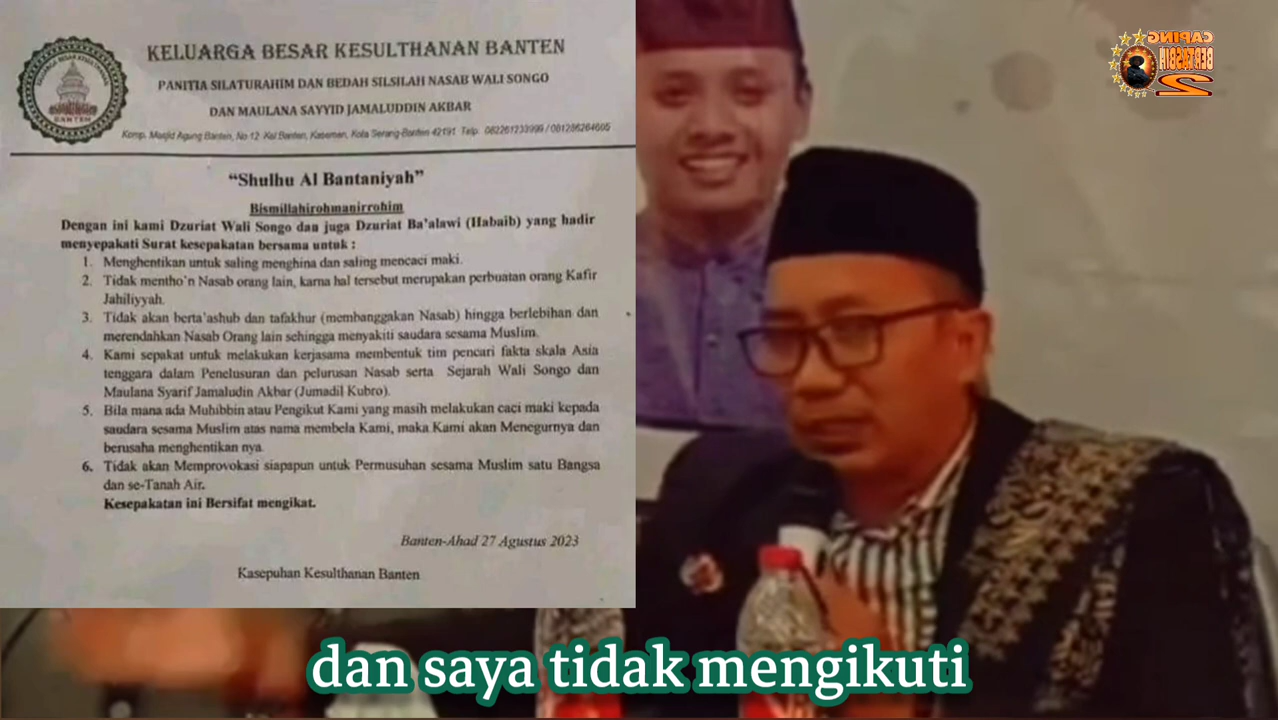 KELUARGA BESAR KESULTHANAN BANTEN
PANITIA SILATURAHIM DAN BEDAH SILSILAH NASAB WALI SONGO
DAN MAULANA SAYYID JAMALUDDIN AKBAR
Komp. Masjid Agung Banten, No 12 Kel Banten, Kasemen, Kota Serang-Banten 42191 Telp. 082261233999 / 081286264605
BANTEN
“Shulhu Al Bantaniyah”
Bismillahirohmanirrohim
Dengan ini kami Dzuriat Wali Songo dan juga Dzuriat Ba'alawi (Habaib) yang hadir
menyepakati Surat kesepakatan bersama untuk :
1. Menghentikan untuk saling menghina dan saling mencaci maki.
2. Tidak mentho'n Nasab orang lain, karna hal tersebut merupakan perbuatan orang Kafir
Jahiliyyah.
3. Tidak akan berta'ashub dan tafakhur (membanggakan Nasab) hingga berlebihan dan
merendahkan Nasab Orang lain sehingga menyakiti saudara sesama Muslim.
4. Kami sepakat untuk melakukan kerjasama membentuk tim pencari fakta skala Asia
tenggara dalam Penelusuran dan pelurusan Nasab serta Sejarah Wali Songo dan
Maulana Syarif Jamaludin Akbar (Jumadil Kubro).
5. Bila mana ada Muhibbin atau Pengikut Kami yang masih melakukan caci maki kepada
saudara sesama Muslim atas nama membela Kami, maka Kami akan Menegurnya dan
berusaha menghentikan nya.
6. Tidak akan Memprovokasi siapapun untuk Permusuhan sesama Muslim satu Bangsa
dan se-Tanah Air.
Kesepakatan ini Bersifat mengikat.
Banten-Ahad 27 Agustus 2023
Kasepuhan Kesulthanan Banten
CAPING
BERTASBIH
2
dan saya tidak mengikuti